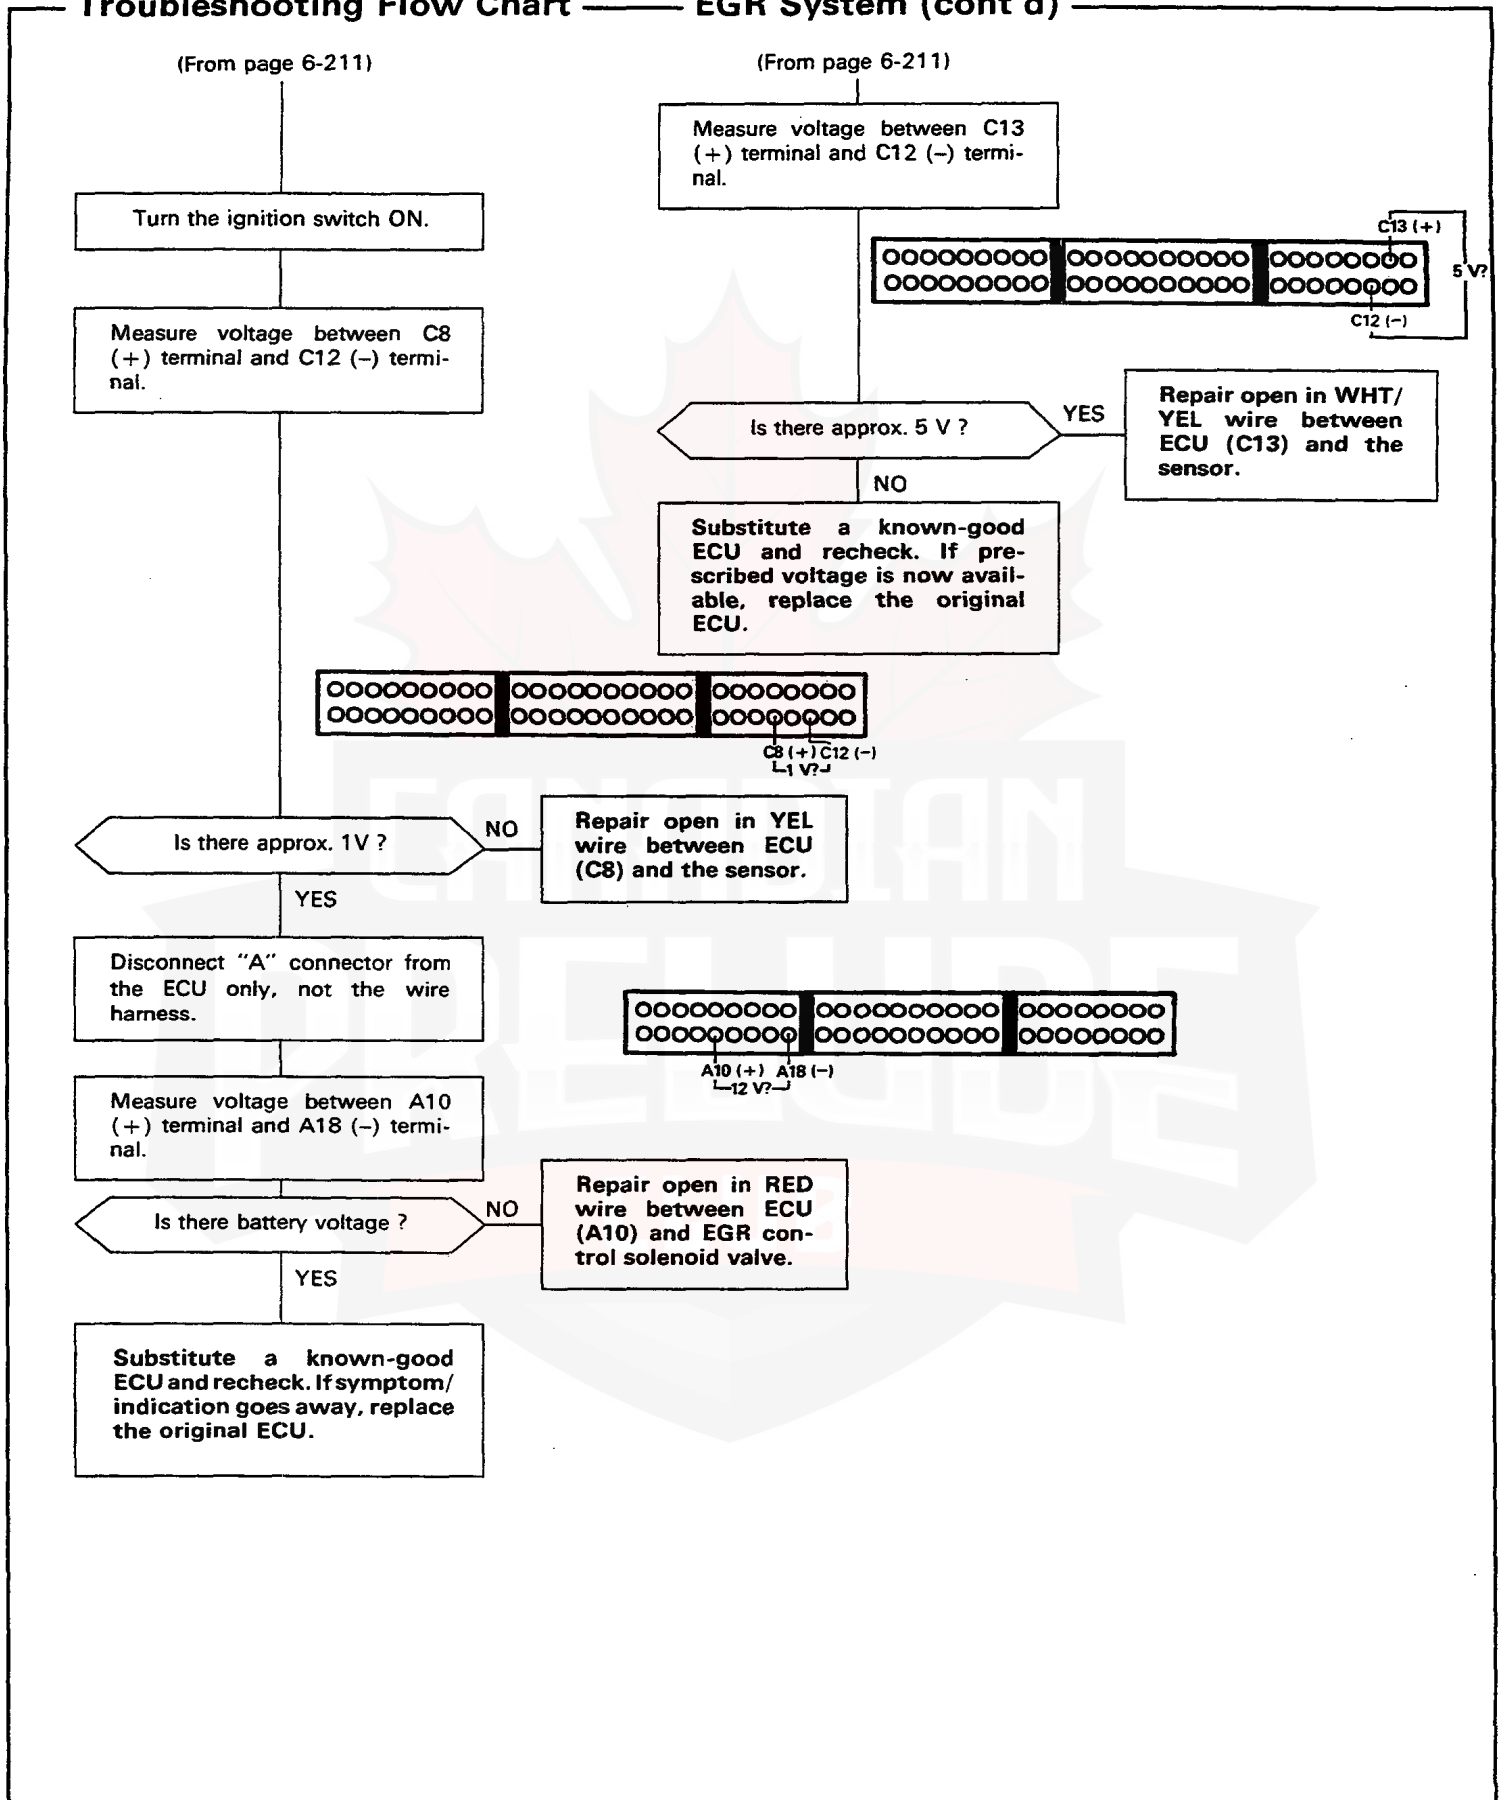 Troubleshooting Flow Chart EGR System (cont'd)
(From page 6-211)
Turn the ignition switch ON.
Measure voltage between C8
(+) terminal and C12 (–) termi-
nal.
(From page 6-211)
Measure voltage between C13
(+) terminal and C12 (–) termi-
nal.
C13 (+)
5 V?
C12 (–)
Is there approx. 5 V ?
YES
Repair open in WHT/
YEL wire between
ECU (C13) and the
sensor.
NO
Substitute a known-good
ECU and recheck. If pre-
scribed voltage is now avail-
able, replace the original
ECU.
C8 (+) C12 (–)
1 V?
Is there approx. 1V ?
NO
Repair open in YEL
wire between ECU
(C8) and the sensor.
YES
Disconnect "A" connector from
the ECU only, not the wire
harness.
A10 (+) A18 (–)
12 V?
Measure voltage between A10
(+) terminal and A18 (–) termi-
nal.
Is there battery voltage ?
NO
Repair open in RED
wire between ECU
(A10) and EGR con-
trol solenoid valve.
YES
Substitute a known-good
ECU and recheck. If symptom/
indication goes away, replace
the original ECU.
CANADIAN
PRELUDE